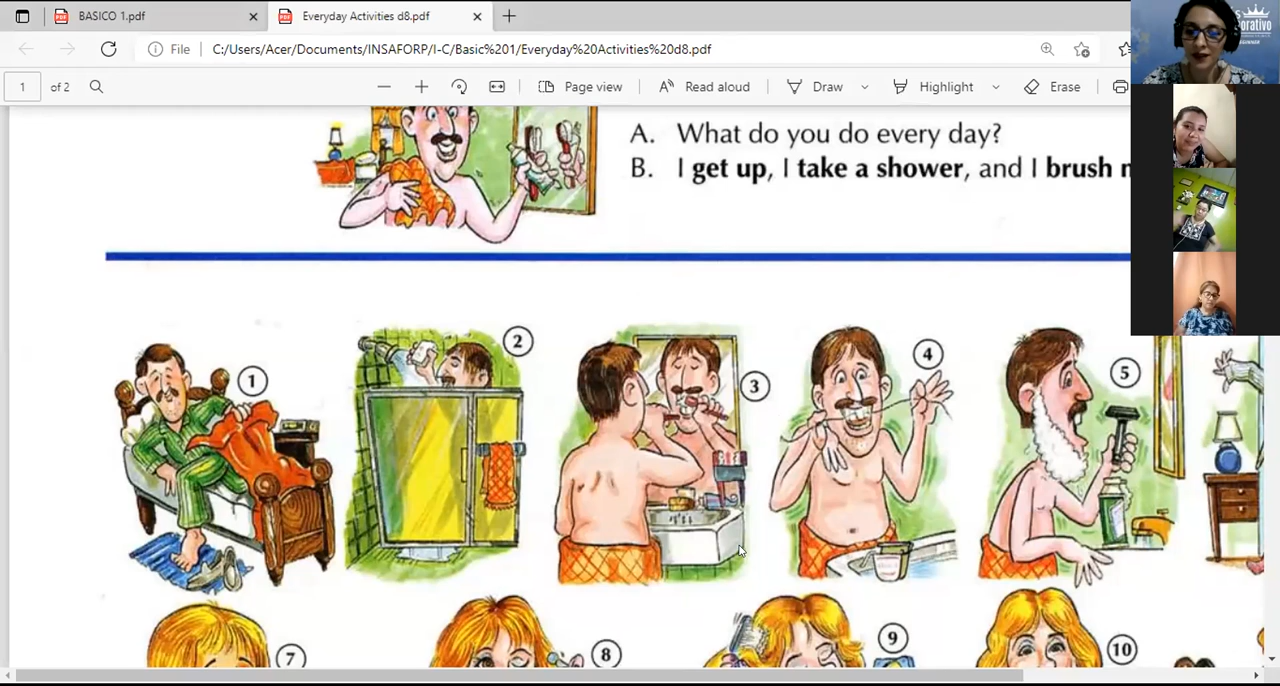 BASICO 1.pdf
Everyday Activities d8.pdf
File
C:/Users/Acer/Documents/INSAFORP/I-C/Basic%201/Everyday%20Activities%20d8.pdf
1 of 2
Page view
Read aloud
Draw
Highlight
Erase
A. What do you do every day?
B. I get up, I take a shower, and I brush
1
2
3
4
5
7
8
9
10